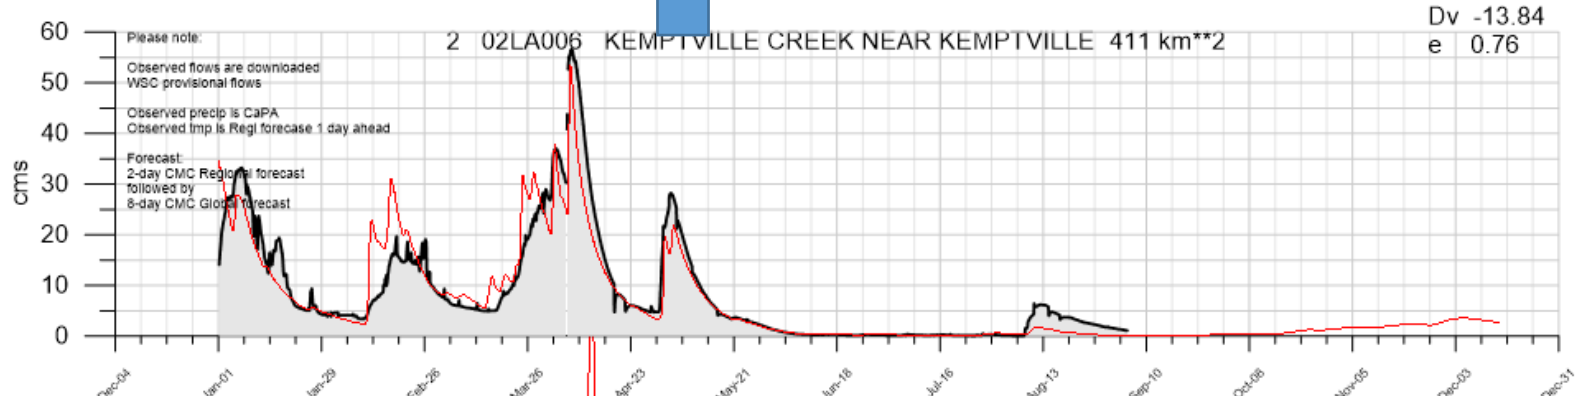 Dv -13.84
2 02LA006 KEMPTVILLE CREEK NEAR KEMPTVILLE 411 km**2
e 0.76
Please note:
Observed flows are downloaded
WSC provisional flows
Observed precip is CaPA
Observed tmp is Regl forecase 1 day ahead
Forecast:
2-day CMC Regional forecast
followed by
8-day CMC Global forecast
cms
60
50
40
30
20
10
0
Dec-04
Jan-01
Jan-29
Feb-26
Mar-26
Apr-23
May-21
Jun-18
Jul-16
Aug-13
Sep-10
Oct-08
Nov-05
Dec-03
Dec-31